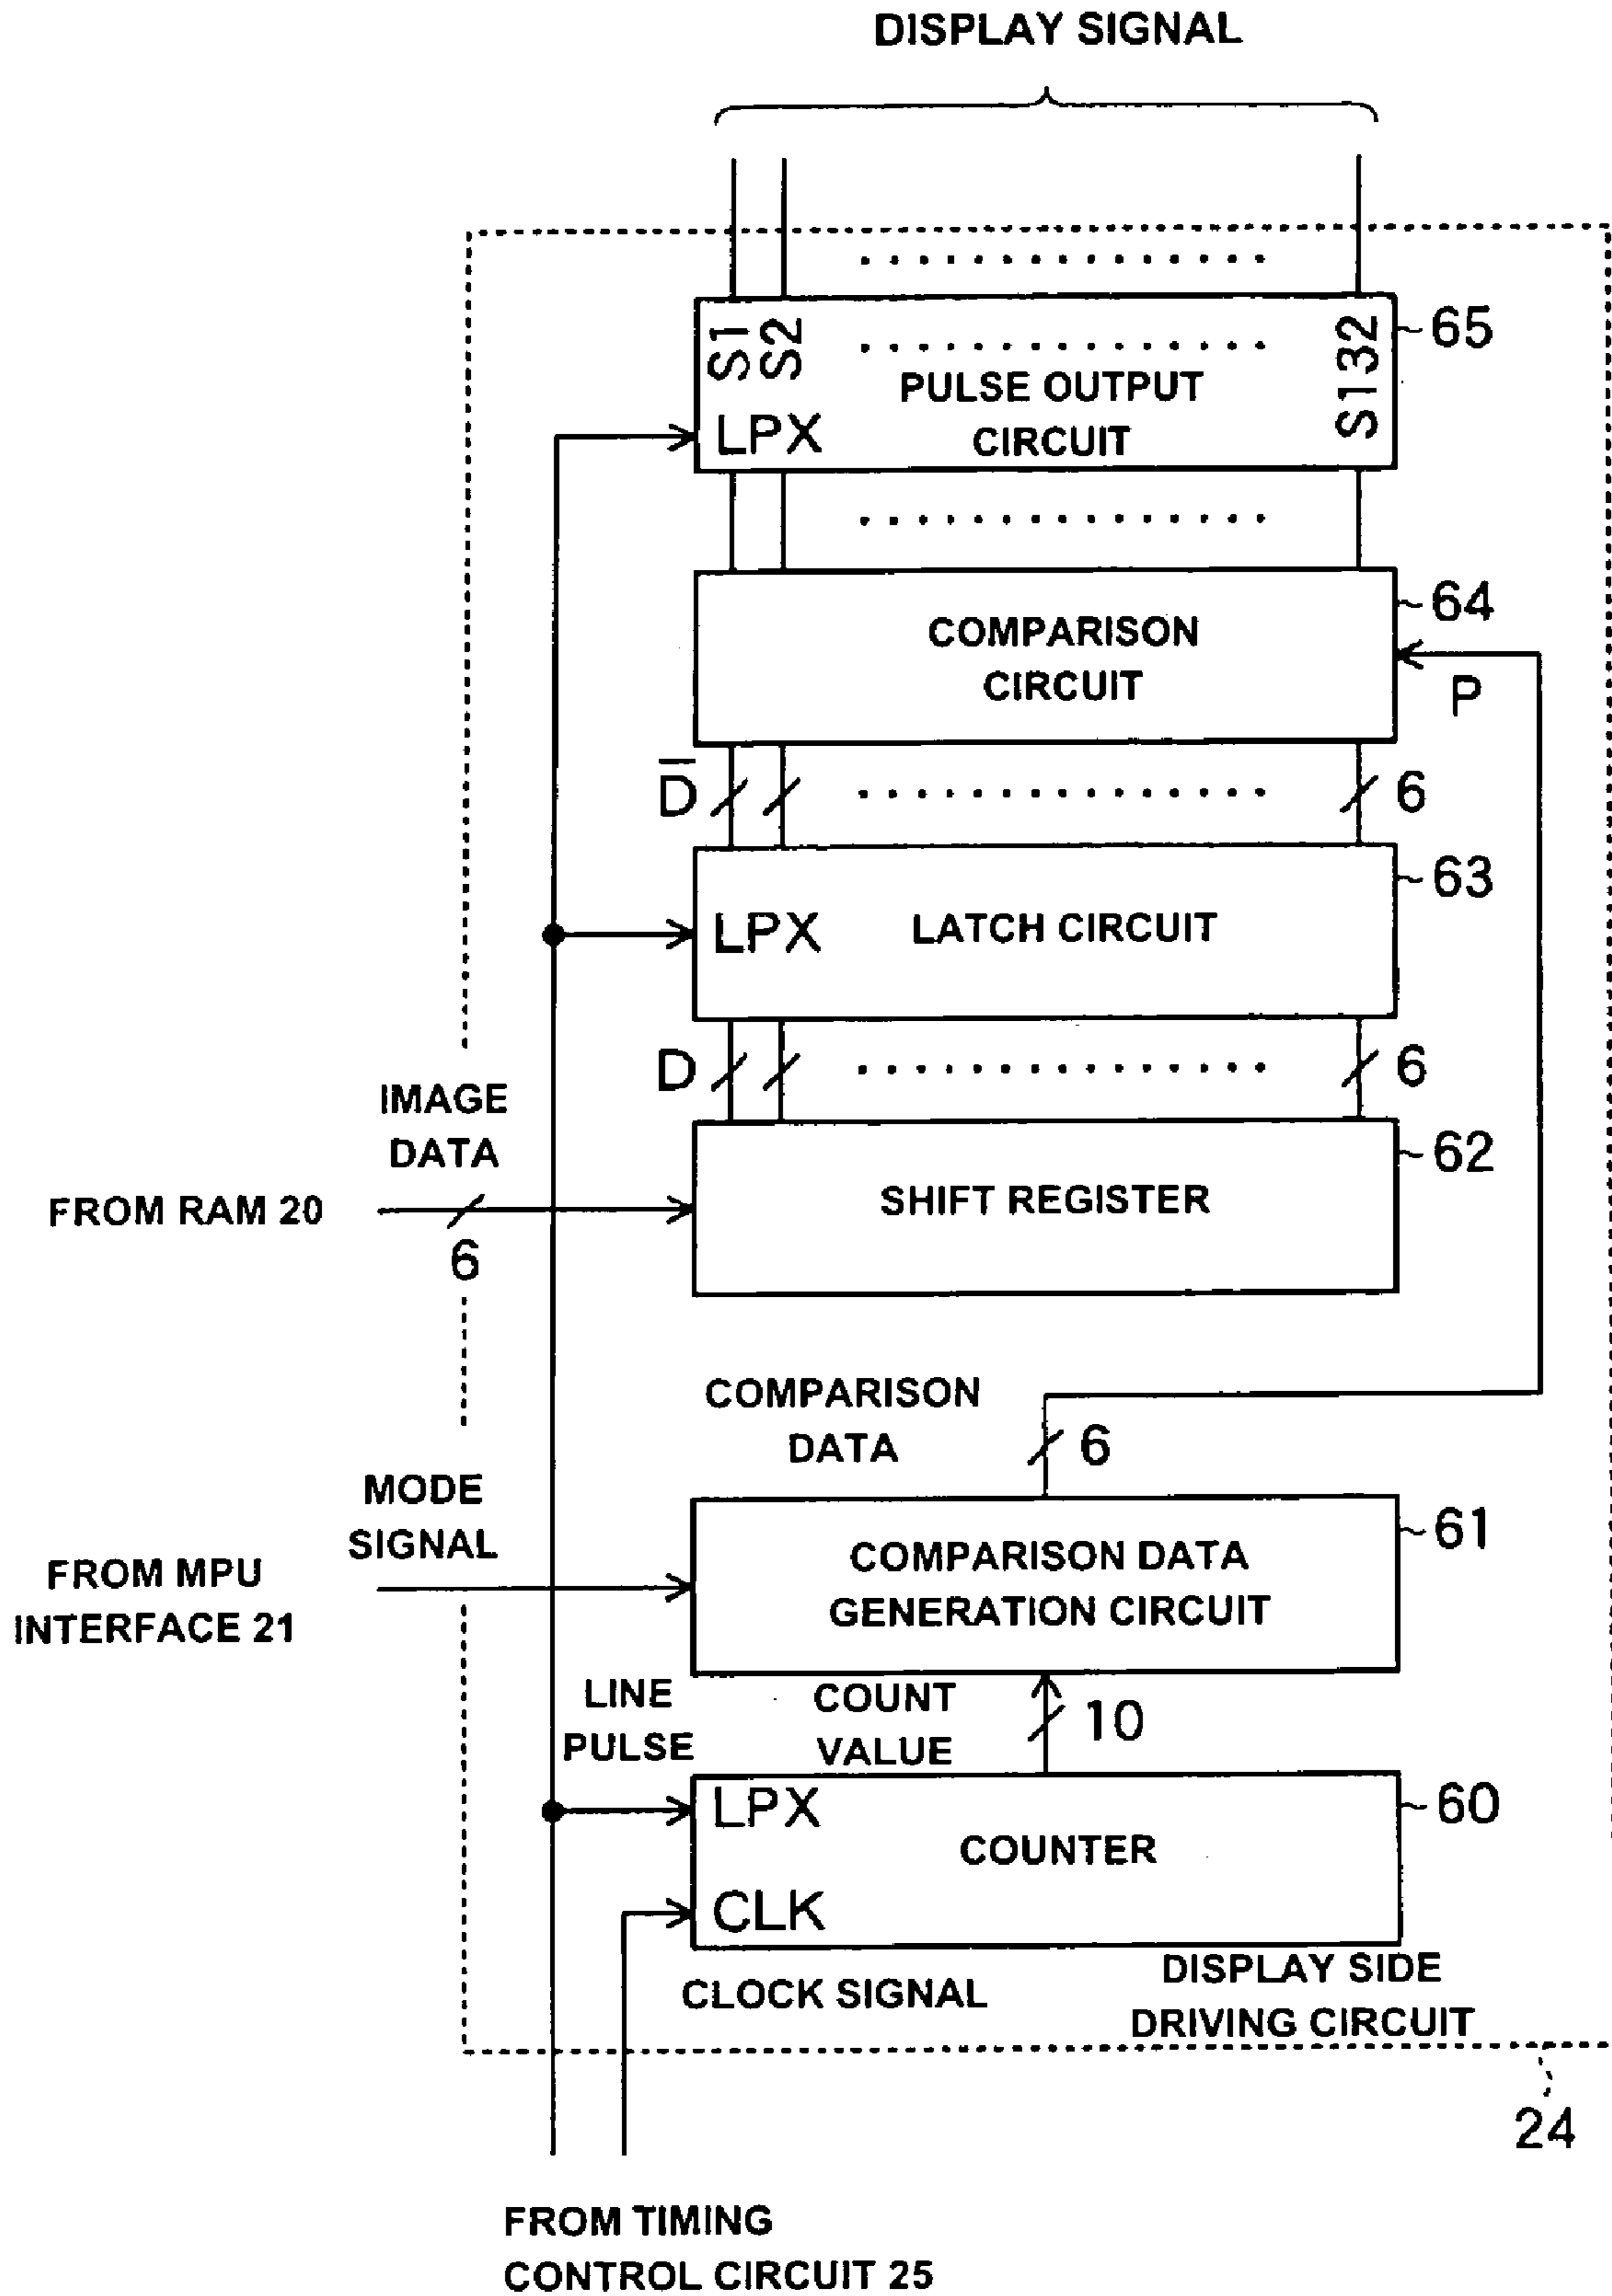 DISPLAY SIGNAL
S1
S2
S132
65
PULSE OUTPUT
CIRCUIT
LPX
64
COMPARISON
CIRCUIT
P
D̅
6
63
LPX
LATCH CIRCUIT
D
6
IMAGE
DATA
62
FROM RAM 20
SHIFT REGISTER
6
COMPARISON
DATA
6
MODE
SIGNAL
61
FROM MPU
INTERFACE 21
COMPARISON DATA
GENERATION CIRCUIT
LINE
PULSE
COUNT
VALUE
10
LPX
60
COUNTER
CLK
CLOCK SIGNAL
DISPLAY SIDE
DRIVING CIRCUIT
24
FROM TIMING
CONTROL CIRCUIT 25